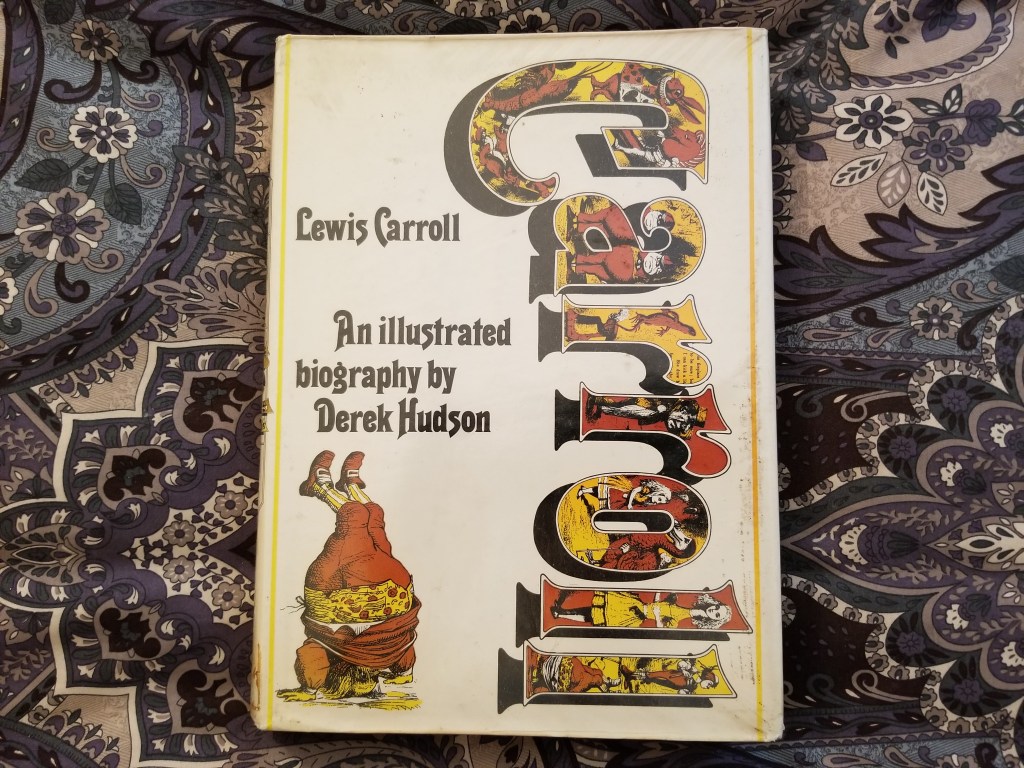 Lewis Carroll
An illustrated
biography by
Derek Hudson
Carroll